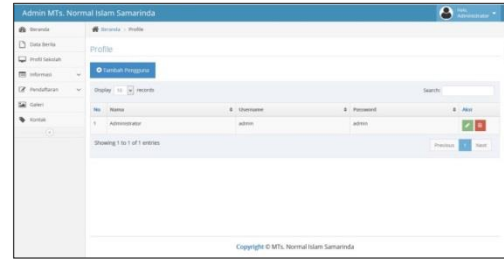 Admin MTs. Normal Islam Samarinda
Halo,
Administrator
Beranda
Beranda > Profile
Data Berita
Profil Sekolah
Informasi
Pendaftaran
Galeri
Kontak
Profile
Tambah Pengguna
Display 10 records
Search:
No Nama Username Password Aksi
1 Administrator admin admin
Showing 1 to 1 of 1 entries
Previous 1 Next
Copyright © MTs. Normal Islam Samarinda